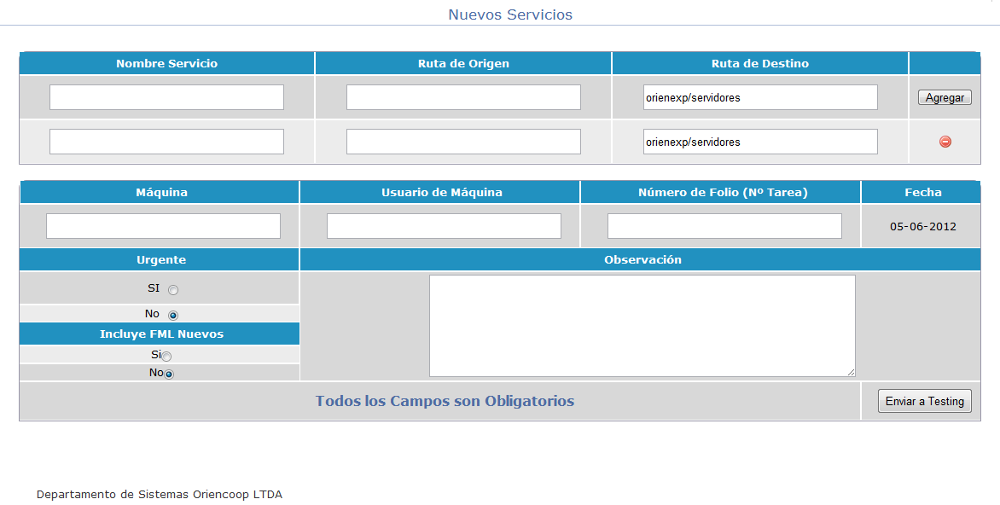 Nuevos Servicios
Nombre Servicio Ruta de Origen Ruta de Destino
orienexp/servidores Agregar
orienexp/servidores
Máquina Usuario de Máquina Número de Folio (Nº Tarea) Fecha
05-06-2012
Urgente Observación
SI
No
Incluye FML Nuevos
Si
No
Todos los Campos son Obligatorios Enviar a Testing
Departamento de Sistemas Oriencoop LTDA